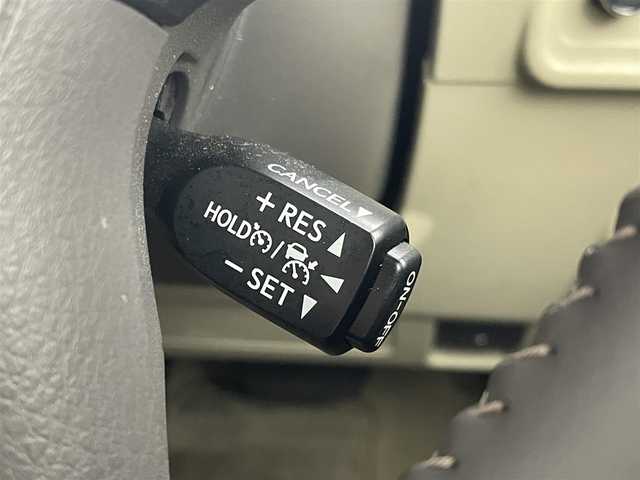 CANCEL▼
+ RES ▲
HOLD /
− SET ▼
ON-OFF